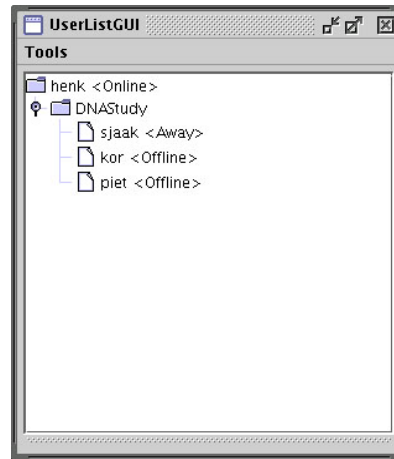 UserListGUI
Tools
henk <Online>
DNAStudy
sjaak <Away>
kor <Offline>
piet <Offline>